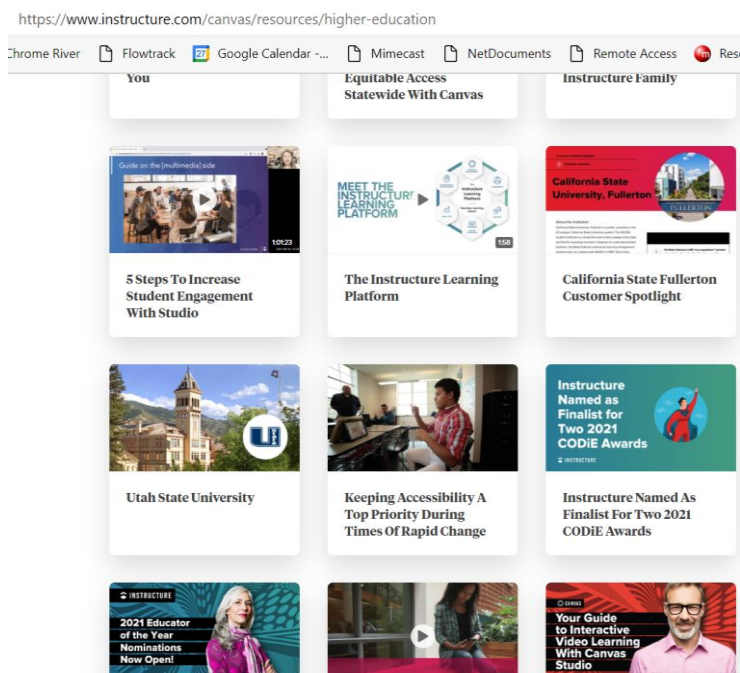 https://www.instructure.com/canvas/resources/higher-education
Chrome River Flowtrack 27 Google Calendar -... Mimecast NetDocuments Remote Access m Res
You
Equitable Access
Statewide With Canvas
Instructure Family
Guide on the [multimedia] side
1:01:23
5 Steps To Increase
Student Engagement
With Studio
MEET THE
INSTRUCTURE
LEARNING
PLATFORM
1:58
The Instructure Learning
Platform
California State
University, Fullerton
FULLERTON
About the Institution
California State Fullerton
Customer Spotlight
U
Utah State University
Keeping Accessibility A
Top Priority During
Times Of Rapid Change
Instructure
Named as
Finalist for
Two 2021
CODiE Awards
INSTRUCTURE
Instructure Named As
Finalist For Two 2021
CODiE Awards
INSTRUCTURE
2021 Educator
of the Year
Nominations
Now Open!
CANVAS
Your Guide
to Interactive
Video Learning
With Canvas
Studio